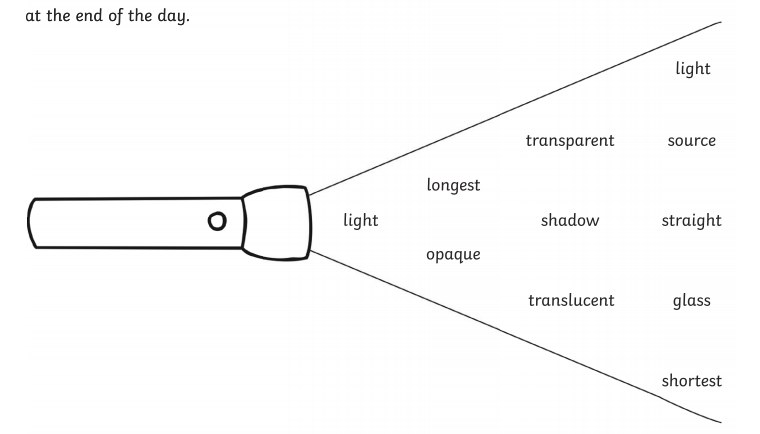 at the end of the day.
light
transparent source
longest
light shadow straight
opaque
translucent glass
shortest